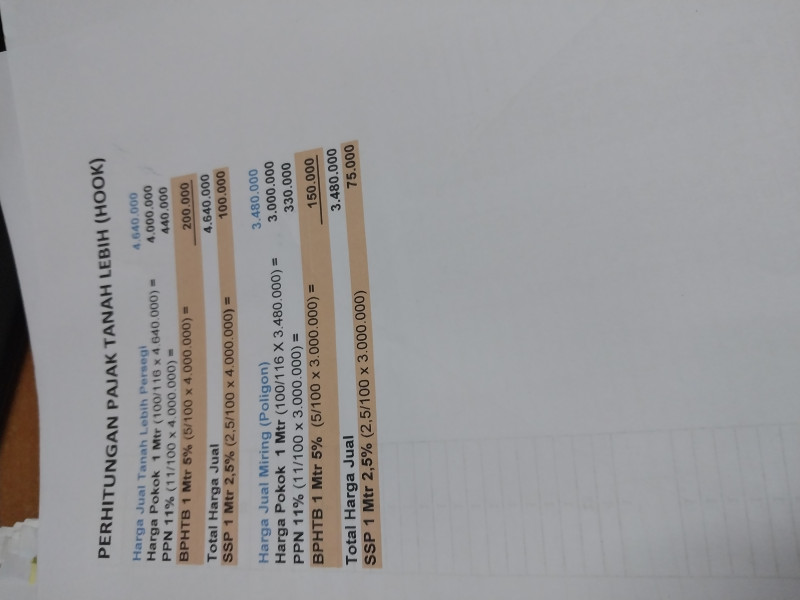 PERHITUNGAN PAJAK TANAH LEBIH (HOOK)
Harga Jual Tanah Lebih Persegi 4.640.000
Harga Pokok 1 Mtr (100/116 x 4.640.000) = 4.000.000
PPN 11% (11/100 x 4.000.000) = 440.000
BPHTB 1 Mtr 5% (5/100 x 4.000.000) = 200.000
Total Harga Jual 4.640.000
SSP 1 Mtr 2,5% (2,5/100 x 4.000.000) = 100.000
Harga Jual Miring (Poligon) 3.480.000
Harga Pokok 1 Mtr (100/116 X 3.480.000) = 3.000.000
PPN 11% (11/100 x 3.000.000) = 330.000
BPHTB 1 Mtr 5% (5/100 x 3.000.000) = 150.000
Total Harga Jual 3.480.000
SSP 1 Mtr 2,5% (2,5/100 x 3.000.000) 75.000